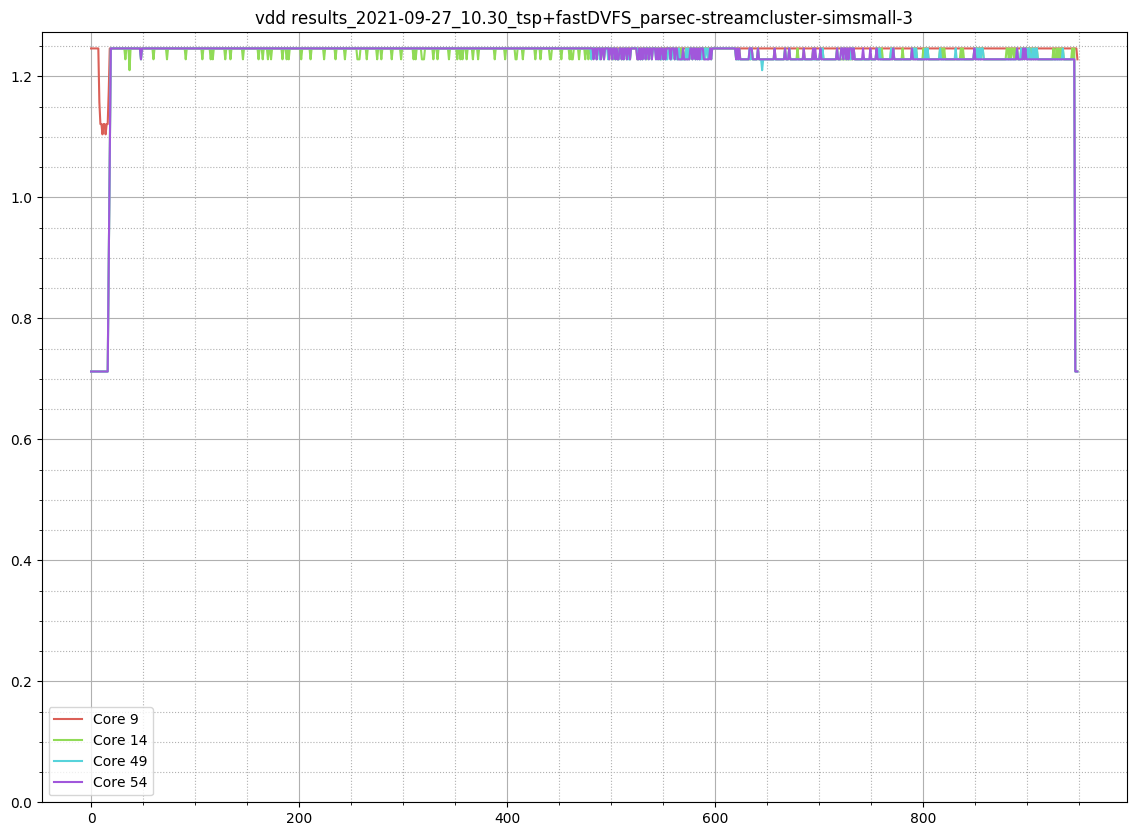 vdd results_2021-09-27_10.30_tsp+fastDVFS_parsec-streamcluster-simsmall-3
1.2
1.0
0.8
0.6
0.4
0.2
0.0
Core 9
Core 14
Core 49
Core 54
0 200 400 600 800